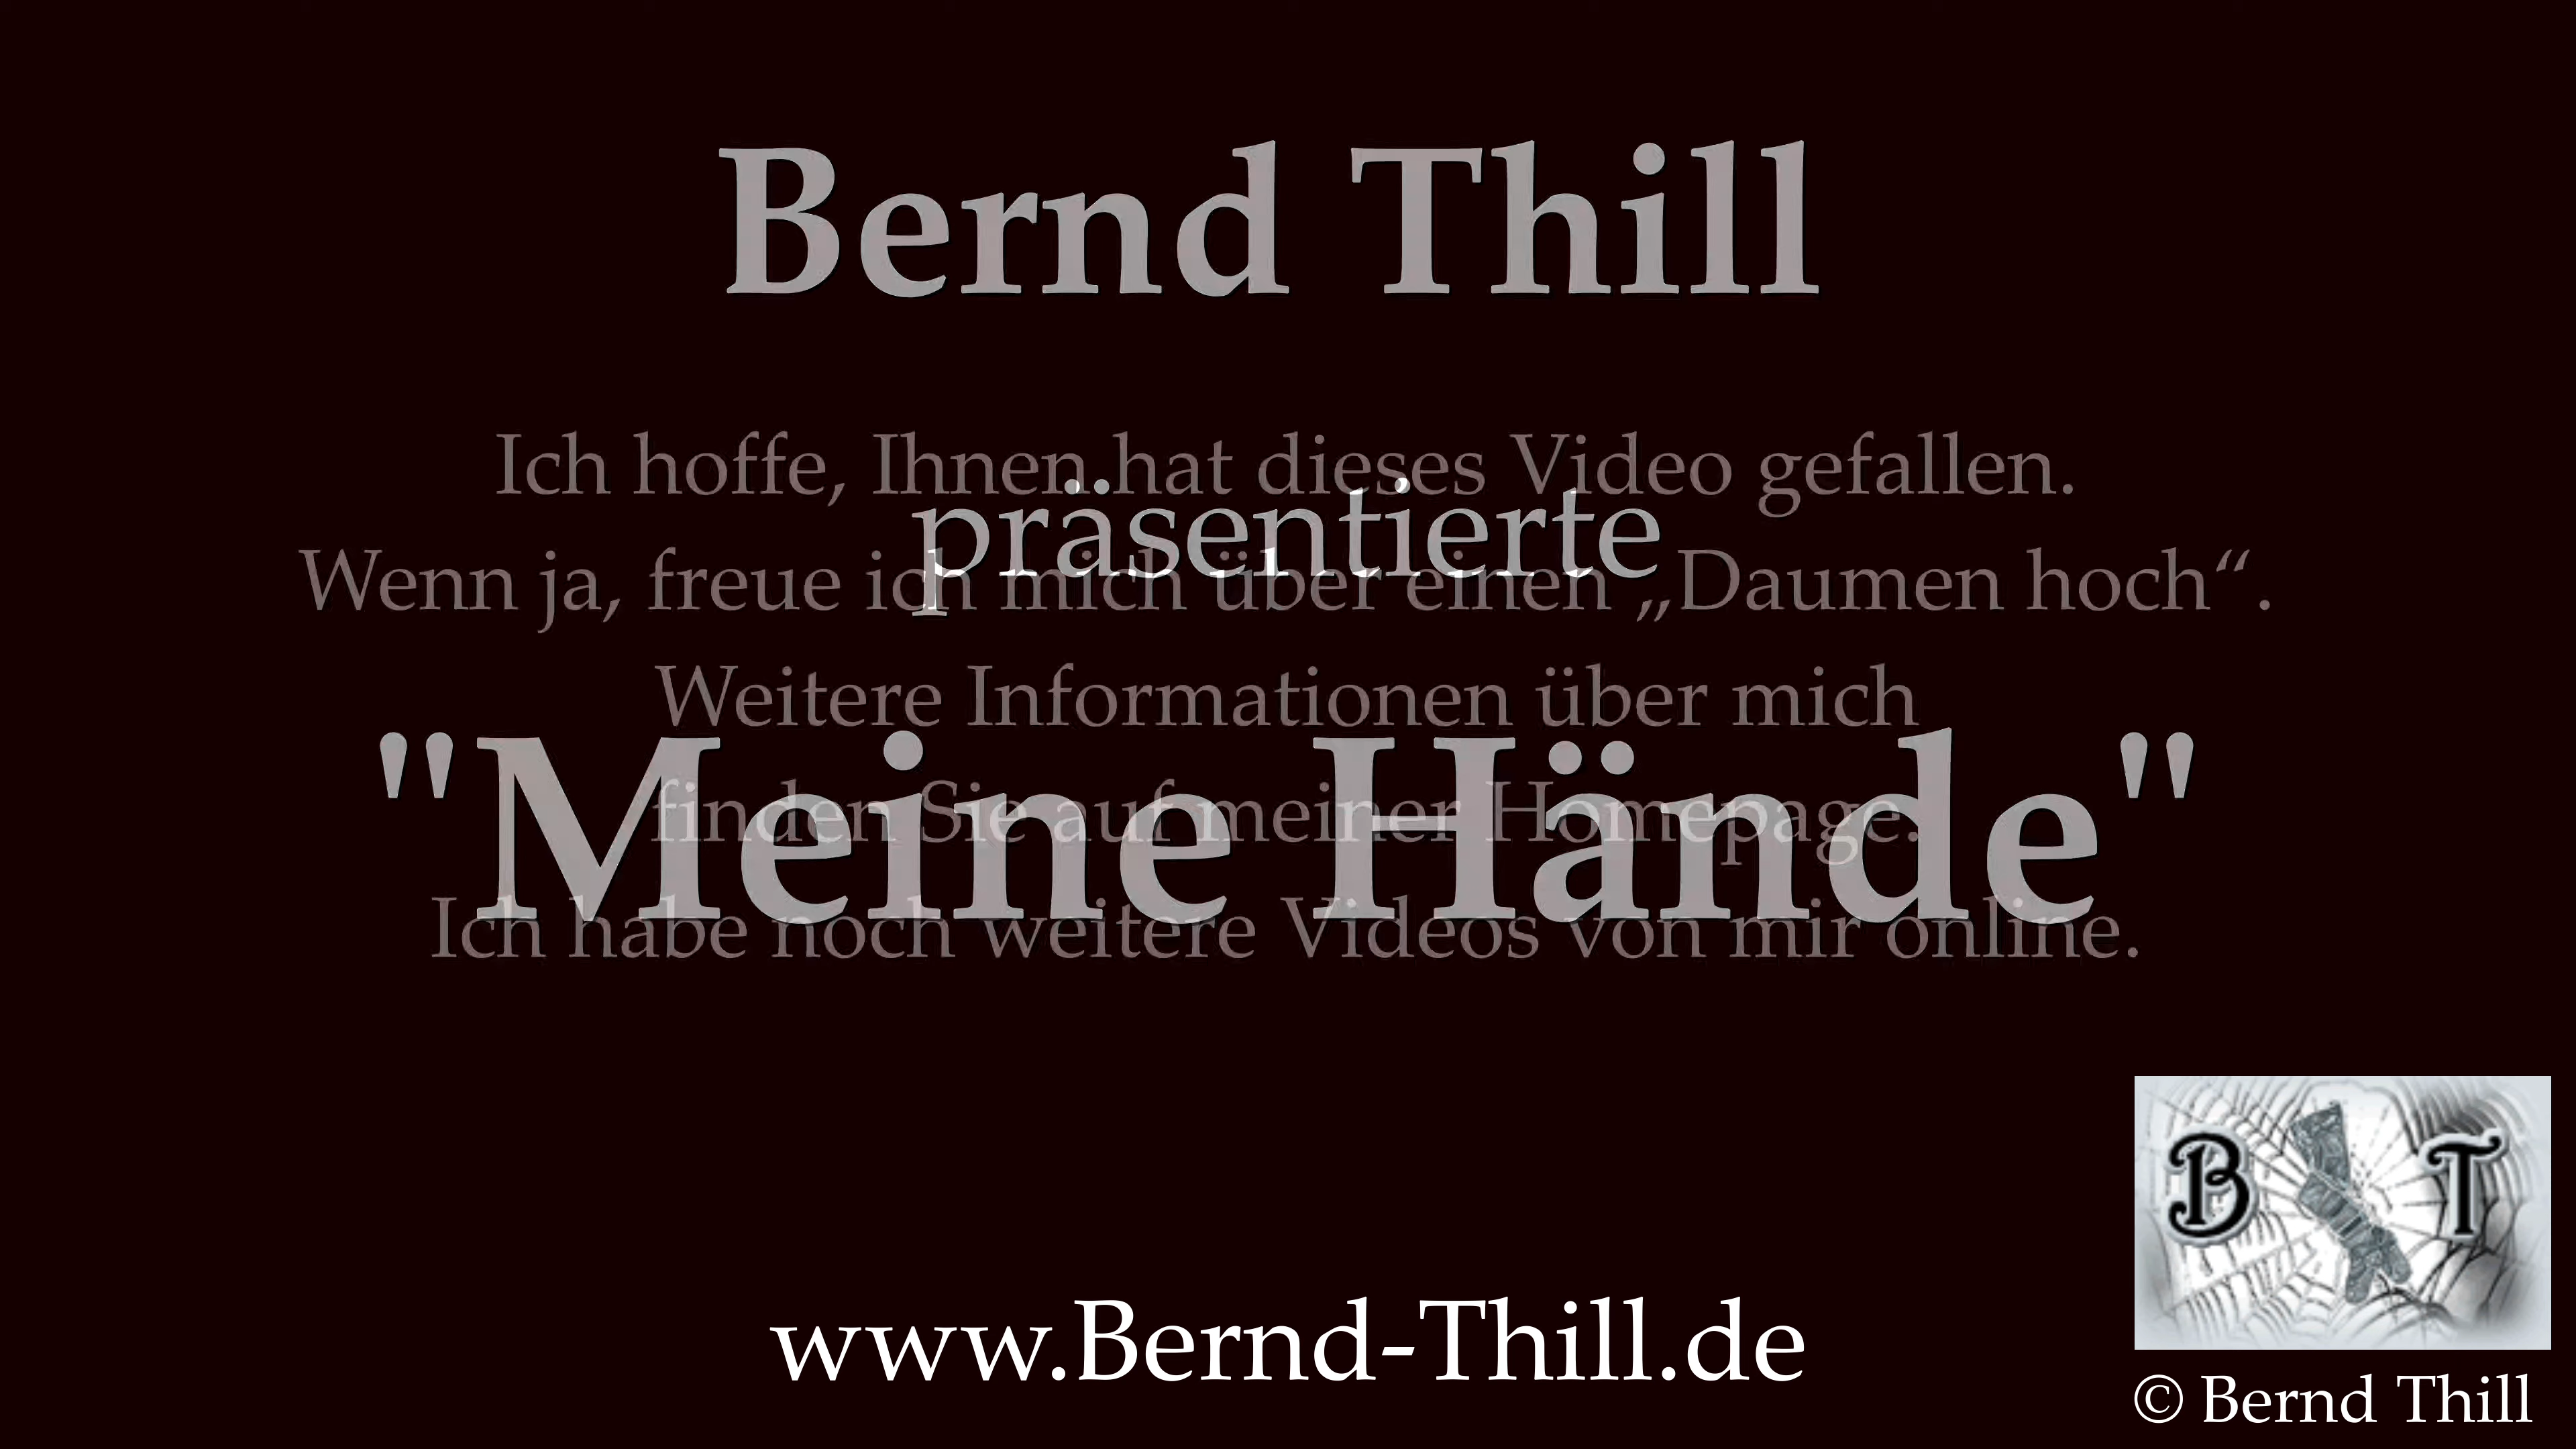 Bernd Thill
Ich hoffe, Ihnen hat dieses Video gefallen.
präsentierte
Wenn ja, freue ich mich über einen „Daumen hoch“.
Weitere Informationen über mich
"Meine Hände"
finden Sie auf meiner Homepage.
Ich habe noch weitere Videos von mir online.
B T
www.Bernd-Thill.de
© Bernd Thill